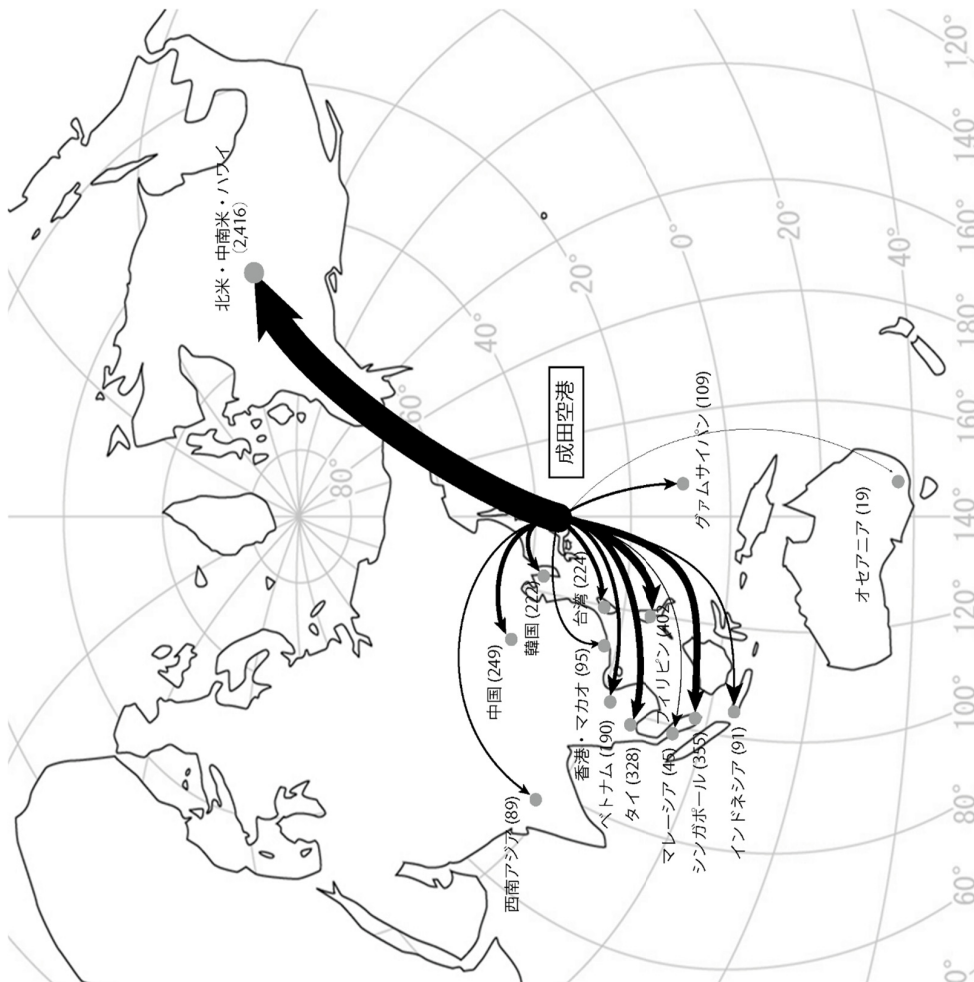 北米・中南米・ハワイ
(2,416)
成田空港
グァムサイパン (109)
オセアニア (19)
中国 (249)
韓国
台湾 (224)
香港・マカオ (95)
ベトナム (190)
フィリピン (402)
タイ (328)
マレーシア
シンガポール (355)
インドネシア (91)
西南アジア (89)
80°
60°
40°
20°
0°
20°
40°
60°
80°
100°
120°
140°
160°
180°
160°
140°
120°